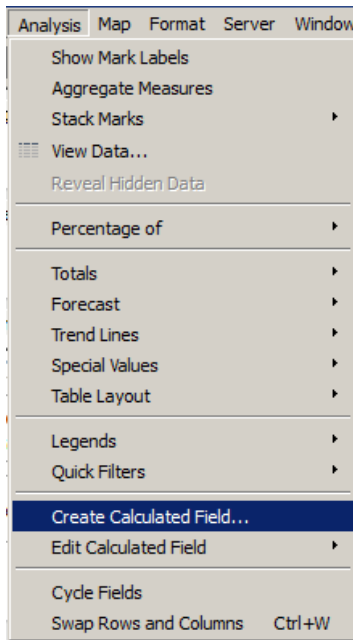 Analysis Map Format Server Window
Show Mark Labels
Aggregate Measures
Stack Marks
View Data...
Reveal Hidden Data
Percentage of
Totals
Forecast
Trend Lines
Special Values
Table Layout
Legends
Quick Filters
Create Calculated Field...
Edit Calculated Field
Cycle Fields
Swap Rows and Columns Ctrl+W